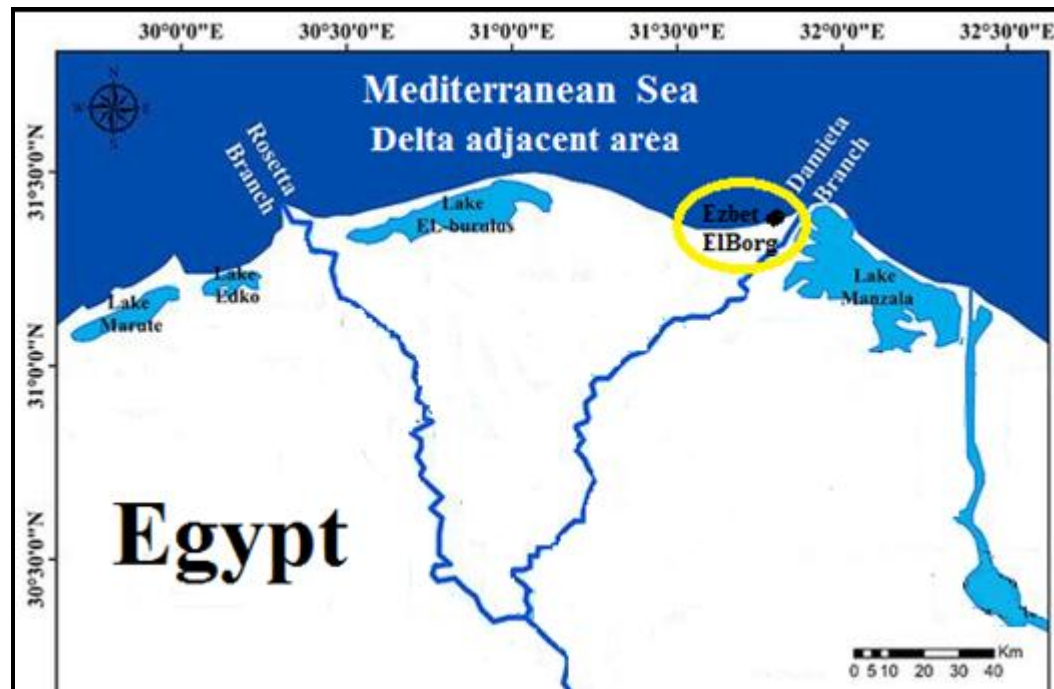 30°0'0"E
30°30'0"E
31°0'0"E
31°30'0"E
32°0'0"E
32°30'0"E
N
W
E
S
Mediterranean Sea
Delta adjacent area
31°30'0"N
31°0'0"N
30°30'0"N
Rosetta
Branch
Damieta
Branch
Lake
EL-burulus
Ezbet
ElBorg
Lake
Edko
Lake
Marute
Lake
Manzala
Egypt
Km
0 5 10 20 30 40